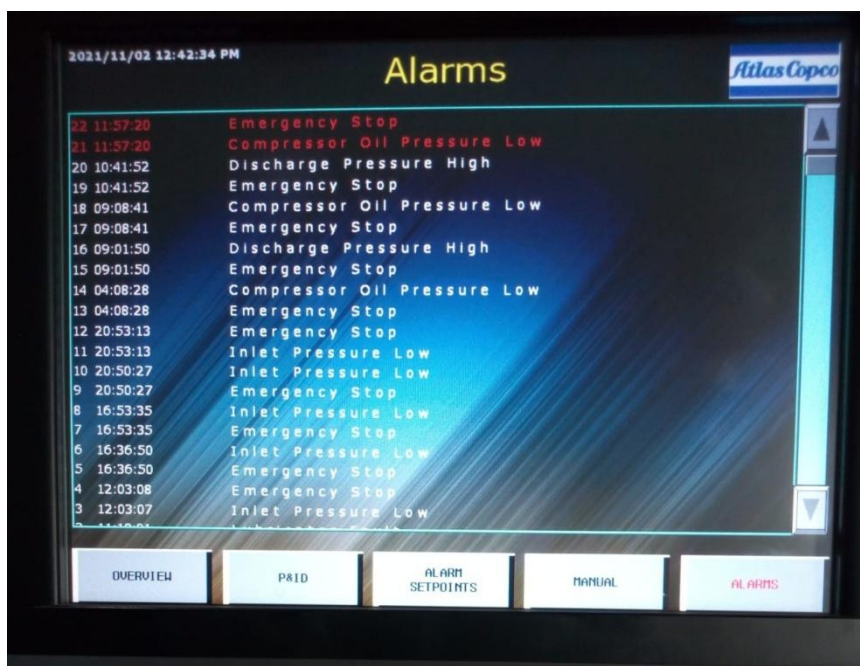 2021/11/02 12:42:34 PM
Alarms
Atlas Copco
22 11:57:20 Emergency Stop
21 11:57:20 Compressor Oil Pressure Low
20 10:41:52 Discharge Pressure High
19 10:41:52 Emergency Stop
18 09:08:41 Compressor Oil Pressure Low
17 09:08:41 Emergency Stop
16 09:01:50 Discharge Pressure High
15 09:01:50 Emergency Stop
14 04:08:28 Compressor Oil Pressure Low
13 04:08:28 Emergency Stop
12 20:53:13 Emergency Stop
11 20:53:13 Inlet Pressure Low
10 20:50:27 Inlet Pressure Low
9 20:50:27 Emergency Stop
8 16:53:35 Inlet Pressure Low
7 16:53:35 Emergency Stop
6 16:36:50 Inlet Pressure Low
5 16:36:50 Emergency Stop
4 12:03:08 Emergency Stop
3 12:03:07 Inlet Pressure Low
OVERVIEW
P&ID
ALARM
SETPOINTS
MANUAL
ALARMS